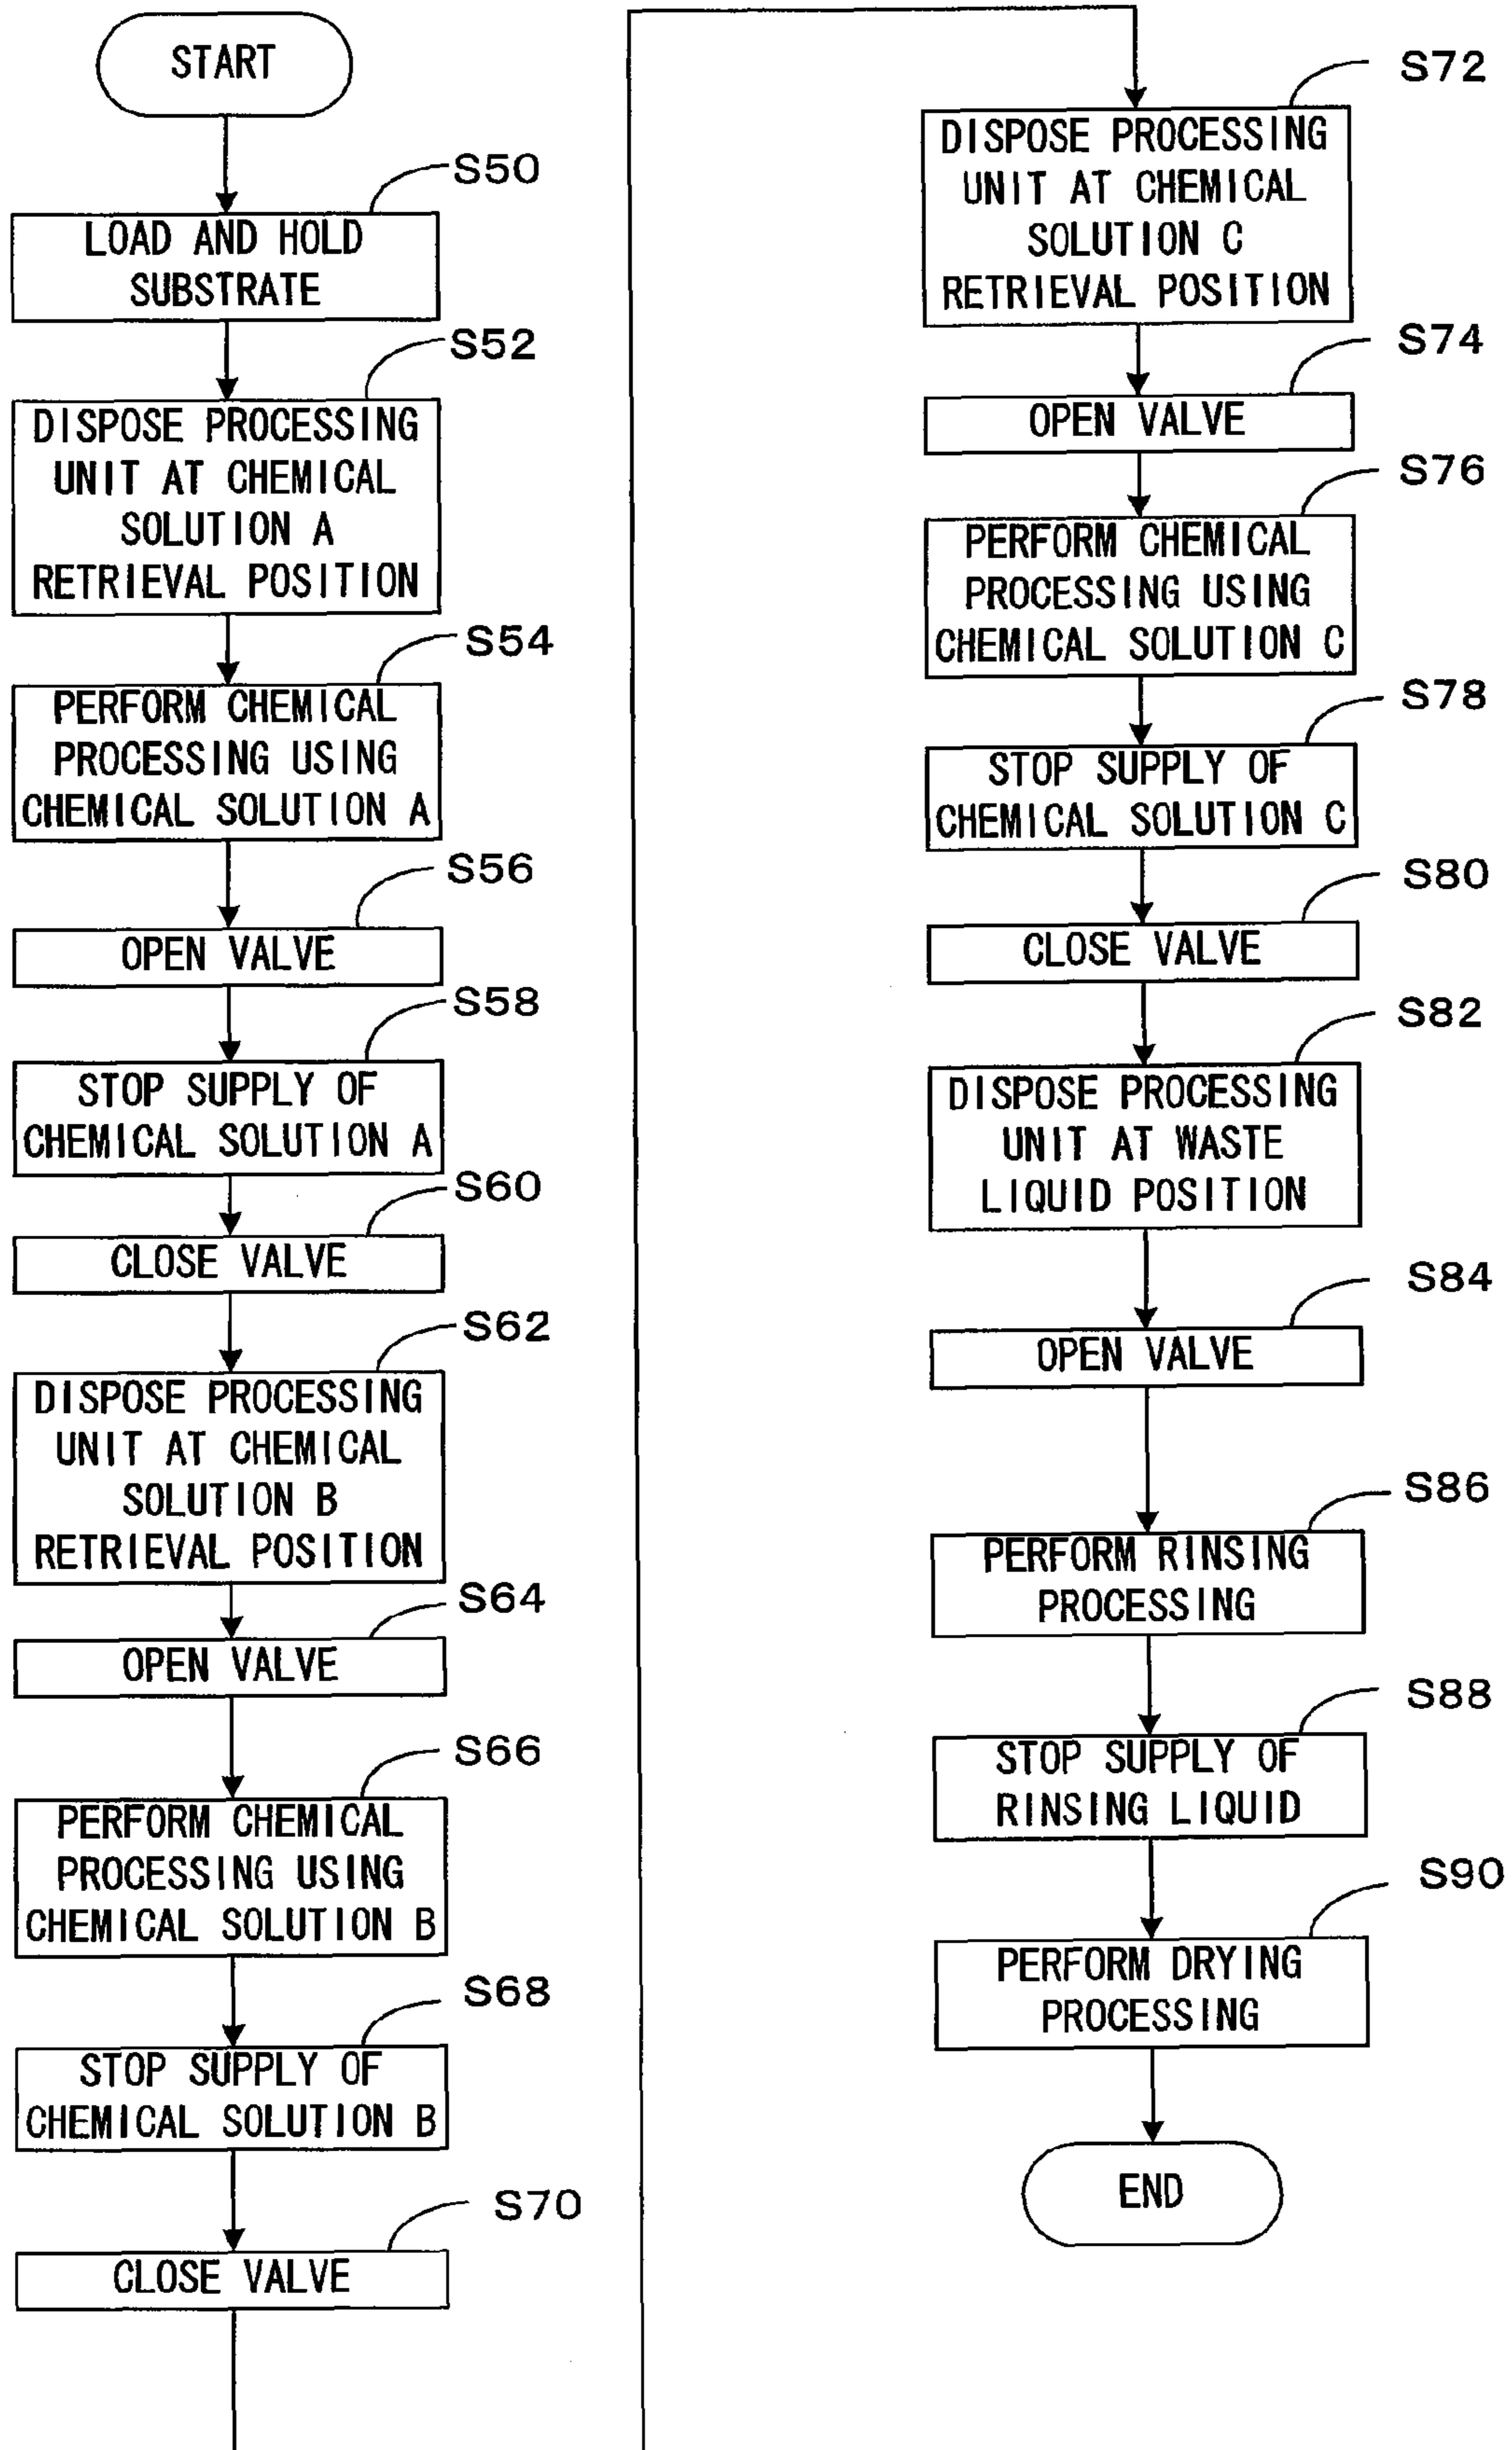 START
S50
LOAD AND HOLD
SUBSTRATE
S52
DISPOSE PROCESSING
UNIT AT CHEMICAL
SOLUTION A
RETRIEVAL POSITION
S54
PERFORM CHEMICAL
PROCESSING USING
CHEMICAL SOLUTION A
S56
OPEN VALVE
S58
STOP SUPPLY OF
CHEMICAL SOLUTION A
S60
CLOSE VALVE
S62
DISPOSE PROCESSING
UNIT AT CHEMICAL
SOLUTION B
RETRIEVAL POSITION
S64
OPEN VALVE
S66
PERFORM CHEMICAL
PROCESSING USING
CHEMICAL SOLUTION B
S68
STOP SUPPLY OF
CHEMICAL SOLUTION B
S70
CLOSE VALVE
S72
DISPOSE PROCESSING
UNIT AT CHEMICAL
SOLUTION C
RETRIEVAL POSITION
S74
OPEN VALVE
S76
PERFORM CHEMICAL
PROCESSING USING
CHEMICAL SOLUTION C
S78
STOP SUPPLY OF
CHEMICAL SOLUTION C
S80
CLOSE VALVE
S82
DISPOSE PROCESSING
UNIT AT WASTE
LIQUID POSITION
S84
OPEN VALVE
S86
PERFORM RINSING
PROCESSING
S88
STOP SUPPLY OF
RINSING LIQUID
S90
PERFORM DRYING
PROCESSING
END